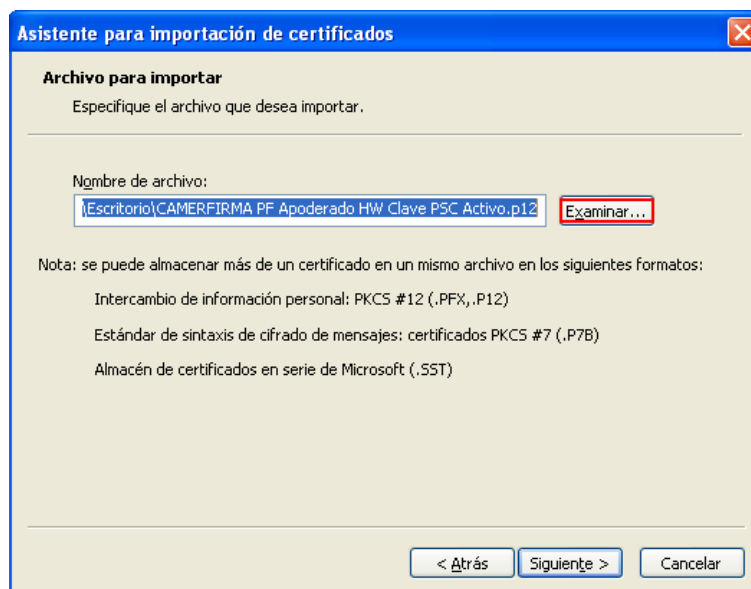 Asistente para importación de certificados
Archivo para importar
Especifique el archivo que desea importar.
Nombre de archivo:
\Escritorio\CAMERFIRMA PF Apoderado HW Clave PSC Activo.p12
Examinar...
Nota: se puede almacenar más de un certificado en un mismo archivo en los siguientes formatos:
Intercambio de información personal: PKCS #12 (.PFX,.P12)
Estándar de sintaxis de cifrado de mensajes: certificados PKCS #7 (.P7B)
Almacén de certificados en serie de Microsoft (.SST)
< Atrás
Siguiente >
Cancelar